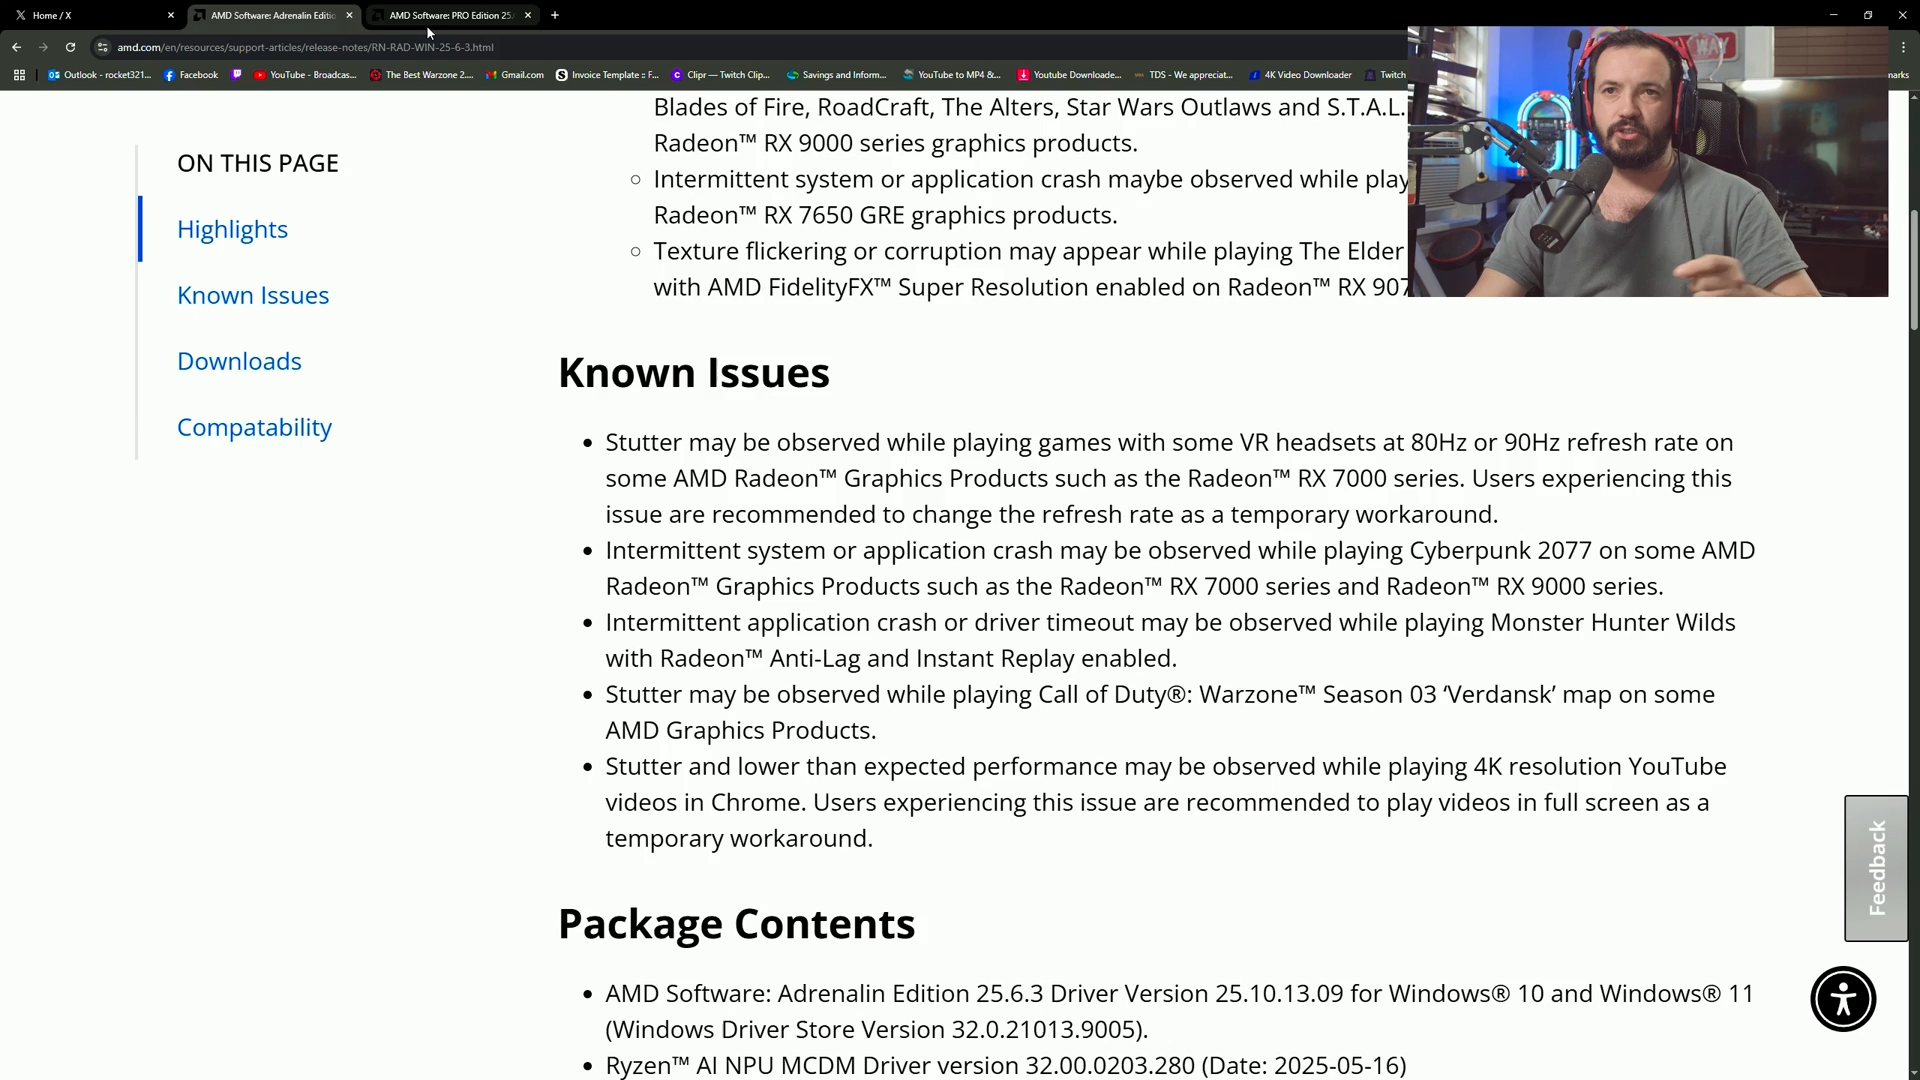 Home / X
AMD Software: Adrenalin Editio
AMD Software: PRO Edition 25.
amd.com/en/resources/support-articles/release-notes/RN-RAD-WIN-25-6-3.html
Outlook - rocket321...
Facebook
YouTube - Broadcas...
The Best Warzone 2....
Gmail.com
Invoice Template :: F...
Clipr — Twitch Clip...
Savings and Inform...
YouTube to MP4 &...
Youtube Downloade...
TDS - We appreciat...
4K Video Downloader
Twitch
marks
WAY
ON THIS PAGE
Highlights
Known Issues
Downloads
Compatability
Blades of Fire, RoadCraft, The Alters, Star Wars Outlaws and S.T.A.L.
Radeon™ RX 9000 series graphics products.
Intermittent system or application crash maybe observed while play
Radeon™ RX 7650 GRE graphics products.
Texture flickering or corruption may appear while playing The Elder
with AMD FidelityFX™ Super Resolution enabled on Radeon™ RX 907
Known Issues
Stutter may be observed while playing games with some VR headsets at 80Hz or 90Hz refresh rate on
some AMD Radeon™ Graphics Products such as the Radeon™ RX 7000 series. Users experiencing this
issue are recommended to change the refresh rate as a temporary workaround.
Intermittent system or application crash may be observed while playing Cyberpunk 2077 on some AMD
Radeon™ Graphics Products such as the Radeon™ RX 7000 series and Radeon™ RX 9000 series.
Intermittent application crash or driver timeout may be observed while playing Monster Hunter Wilds
with Radeon™ Anti-Lag and Instant Replay enabled.
Stutter may be observed while playing Call of Duty®: Warzone™ Season 03 ‘Verdansk’ map on some
AMD Graphics Products.
Stutter and lower than expected performance may be observed while playing 4K resolution YouTube
videos in Chrome. Users experiencing this issue are recommended to play videos in full screen as a
temporary workaround.
Package Contents
AMD Software: Adrenalin Edition 25.6.3 Driver Version 25.10.13.09 for Windows® 10 and Windows® 11
(Windows Driver Store Version 32.0.21013.9005).
Ryzen™ AI NPU MCDM Driver version 32.00.0203.280 (Date: 2025-05-16)
Feedback